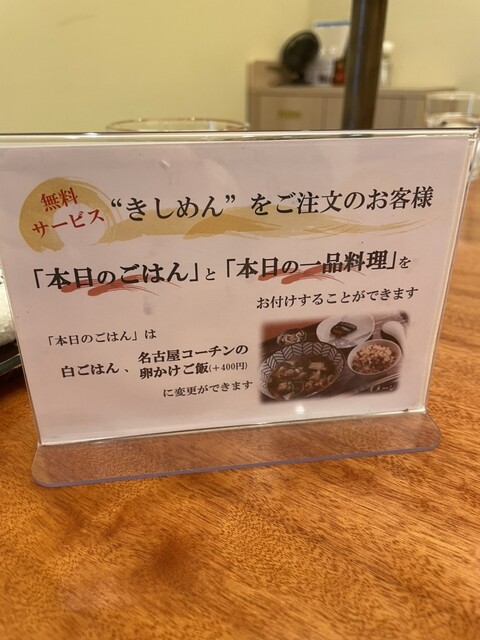 無料
サービス
“きしめん” をご注文のお客様
「本日のごはん」と「本日の一品料理」を
お付けすることができます
「本日のごはん」は
白ごはん 、 名古屋コーチンの
卵かけご飯(＋400円)
に変更ができます